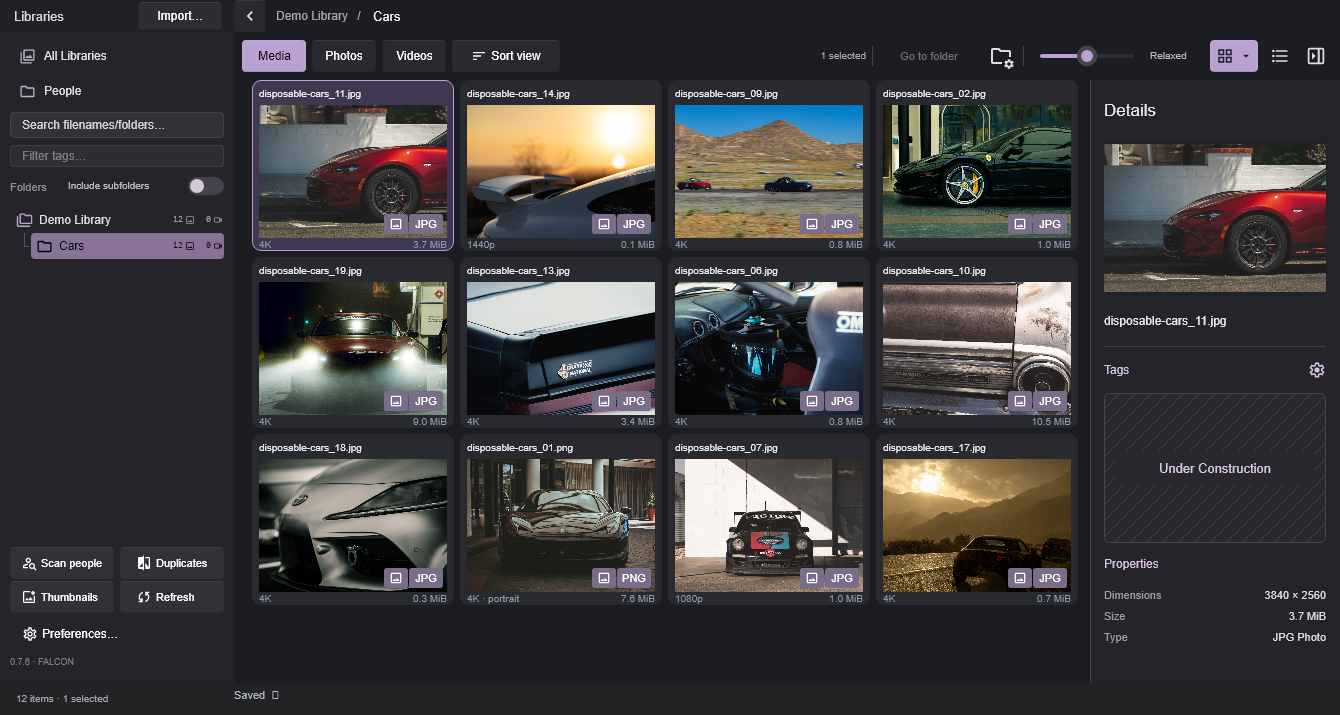 Libraries
Import...
Demo Library / Cars
All Libraries
People
Search filenames/folders...
Filter tags...
Folders
Include subfolders
Demo Library 12 0
Cars 12 0
Scan people
Duplicates
Thumbnails
Refresh
Preferences...
0.7.6 · FALCON
12 items · 1 selected
Saved
Media
Photos
Videos
Sort view
1 selected
Go to folder
Relaxed
disposable-cars_11.jpg
JPG
4K 3.7 MiB
disposable-cars_14.jpg
JPG
1440p 0.1 MiB
disposable-cars_09.jpg
JPG
4K 0.8 MiB
disposable-cars_02.jpg
JPG
4K 1.0 MiB
disposable-cars_19.jpg
JPG
4K 9.0 MiB
disposable-cars_13.jpg
JPG
4K 3.4 MiB
disposable-cars_06.jpg
OM
JPG
4K 0.8 MiB
disposable-cars_10.jpg
JPG
4K 10.5 MiB
disposable-cars_18.jpg
JPG
4K 0.3 MiB
disposable-cars_01.png
PNG
4K · portrait 7.6 MiB
disposable-cars_07.jpg
JPG
1080p 1.0 MiB
disposable-cars_17.jpg
JPG
4K 0.7 MiB
Details
disposable-cars_11.jpg
Tags
Under Construction
Properties
Dimensions 3840 × 2560
Size 3.7 MiB
Type JPG Photo